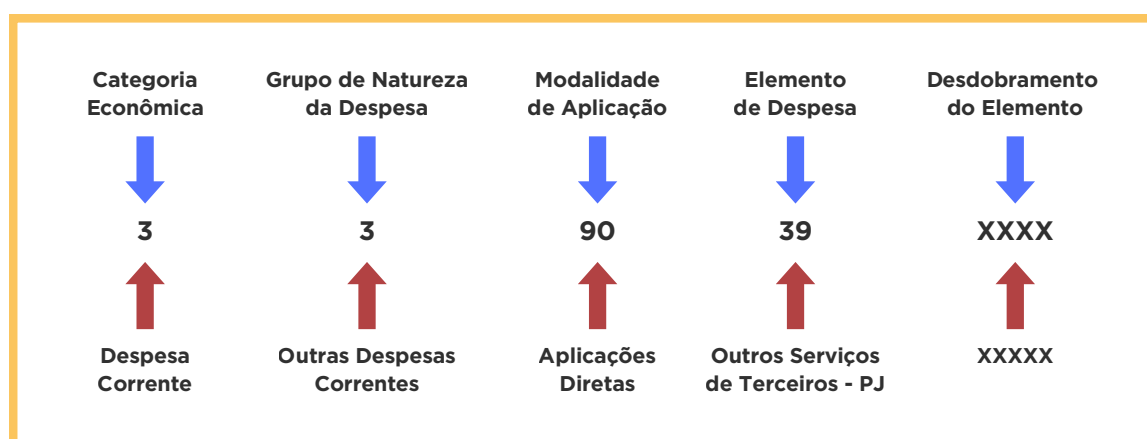 Categoria
Econômica
Grupo de Natureza
da Despesa
Modalidade
de Aplicação
Elemento
de Despesa
Desdobramento
do Elemento
3
3
90
39
XXXX
Despesa
Corrente
Outras Despesas
Correntes
Aplicações
Diretas
Outros Serviços
de Terceiros - PJ
XXXXX